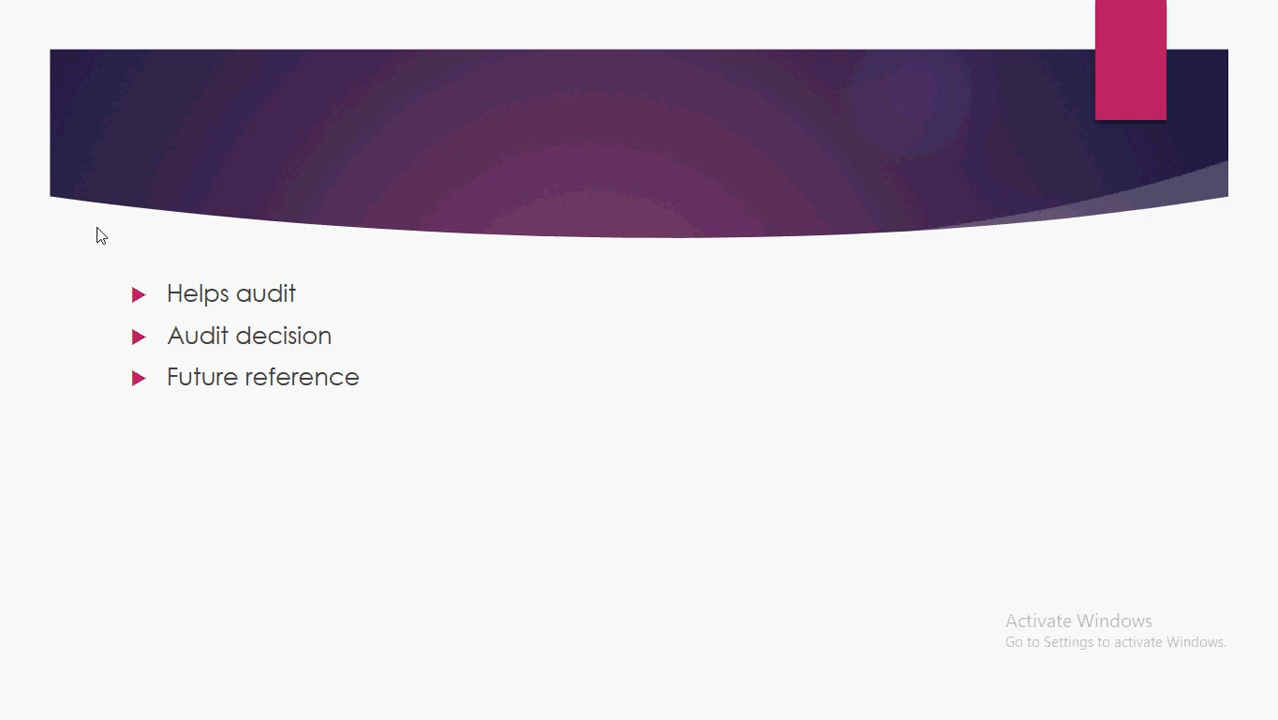 Helps audit
Audit decision
Future reference
Activate Windows
Go to Settings to activate Windows.